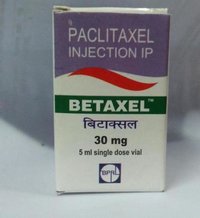 PACLITAXEL
INJECTION IP
BETAXEL™
बिटाक्सल
30 mg
5 ml single dose vial
BPRL